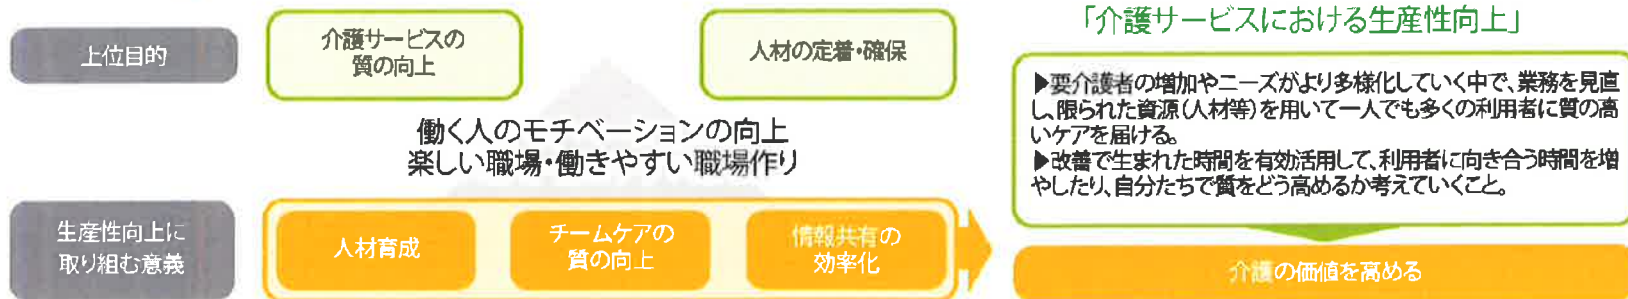 上位目的
介護サービスの
質の向上
人材の定着・確保
働く人のモチベーションの向上
楽しい職場・働きやすい職場作り
生産性向上に
取り組む意義
人材育成
チームケアの
質の向上
情報共有の
効率化
「介護サービスにおける生産性向上」
▶要介護者の増加やニーズがより多様化していく中で、業務を見直
し、限られた資源(人材等)を用いて一人でも多くの利用者に質の高
いケアを届ける。
▶改善で生まれた時間を有効活用して、利用者に向き合う時間を増
やしたり、自分たちで質をどう高めるか考えていくこと。
介護の価値を高める